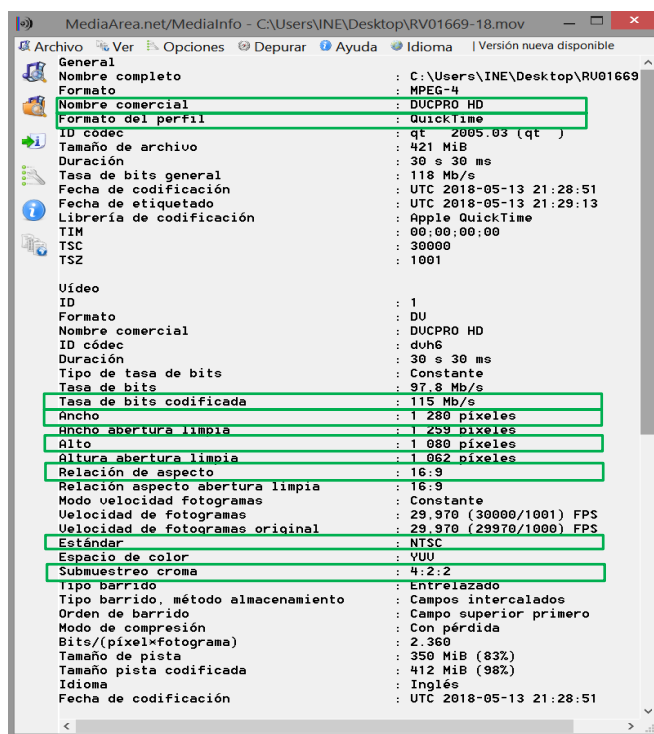 MediaArea.net/MediaInfo - C:\Users\INE\Desktop\RV01669-18.mov
Archivo Ver Opciones Depurar Ayuda Idioma | Versión nueva disponible
General
Nombre completo : C:\Users\INE\Desktop\RV01669
Formato : MPEG-4
Nombre comercial : DVCPRO HD
Formato del perfil : QuickTime
ID códec : qt 2005.03 (qt )
Tamaño de archivo : 421 MiB
Duración : 30 s 30 ms
Tasa de bits general : 118 Mb/s
Fecha de codificación : UTC 2018-05-13 21:28:51
Fecha de etiquetado : UTC 2018-05-13 21:29:13
Librería de codificación : Apple QuickTime
TIM : 00;00;00;00
TSC : 30000
TSZ : 1001
Vídeo
ID : 1
Formato : DV
Nombre comercial : DVCPRO HD
ID códec : dvh6
Duración : 30 s 30 ms
Tipo de tasa de bits : Constante
Tasa de bits : 97.8 Mb/s
Tasa de bits codificada : 115 Mb/s
Ancho : 1 280 píxeles
Ancho abertura limpia : 1 259 píxeles
Alto : 1 080 píxeles
Altura abertura limpia : 1 062 píxeles
Relación de aspecto : 16:9
Relación aspecto abertura limpia : 16:9
Modo velocidad fotogramas : Constante
Velocidad de fotogramas : 29,970 (30000/1001) FPS
Velocidad de fotogramas original : 29,970 (29970/1000) FPS
Estándar : NTSC
Espacio de color : YUV
Submuestreo croma : 4:2:2
Tipo barrido : Entrelazado
Tipo barrido, método almacenamiento : Campos intercalados
Orden de barrido : Campo superior primero
Modo de compresión : Con pérdida
Bits/(píxel×fotograma) : 2.360
Tamaño de pista : 350 MiB (83%)
Tamaño pista codificada : 412 MiB (98%)
Idioma : Inglés
Fecha de codificación : UTC 2018-05-13 21:28:51